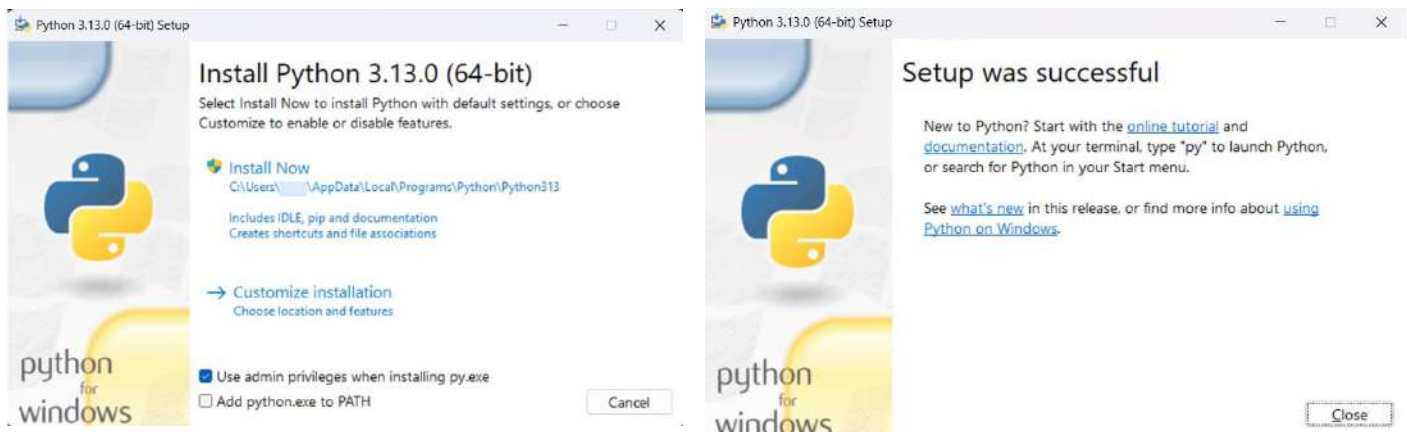 Python 3.13.0 (64-bit) Setup
Install Python 3.13.0 (64-bit)
Select Install Now to install Python with default settings, or choose
Customize to enable or disable features.
Install Now
C:\Users\ \AppData\Local\Programs\Python\Python313
Includes IDLE, pip and documentation
Creates shortcuts and file associations
Customize installation
Choose location and features
Use admin privileges when installing py.exe
Add python.exe to PATH
Cancel
python
for
windows
Python 3.13.0 (64-bit) Setup
Setup was successful
New to Python? Start with the online tutorial and
documentation. At your terminal, type "py" to launch Python,
or search for Python in your Start menu.
See what's new in this release, or find more info about using
Python on Windows.
Close
python
for
windows